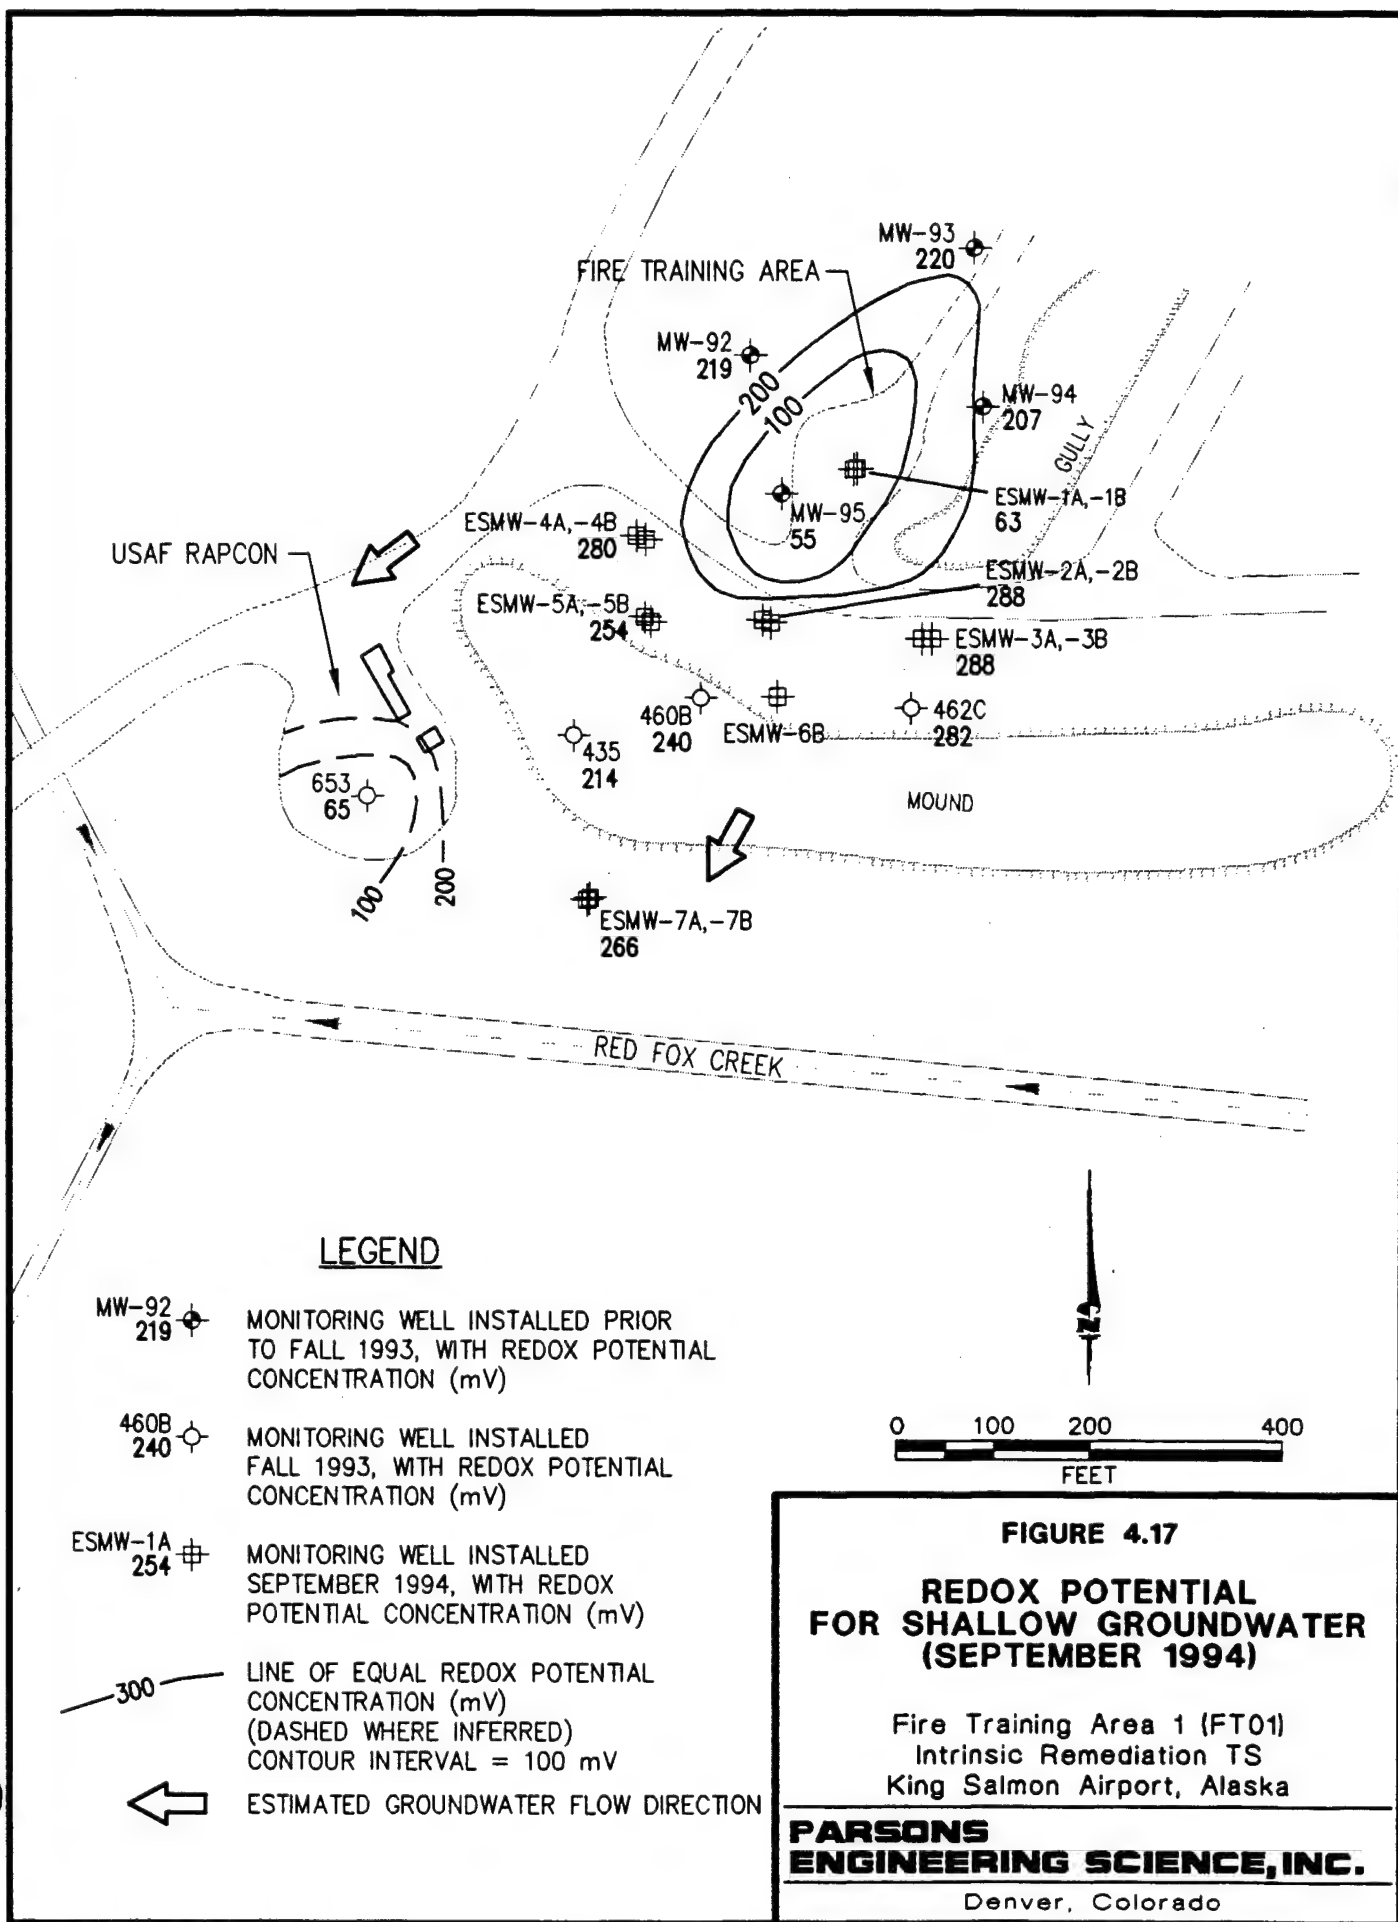 MW-93
220
FIRE TRAINING AREA
MW-92
219
200
100
MW-94
207
GULLY
ESMW-1A,-1B
63
MW-95
55
ESMW-4A,-4B
280
USAF RAPCON
ESMW-2A,-2B
288
ESMW-5A,-5B
254
ESMW-3A,-3B
288
460B
240
ESMW-6B
462C
282
435
214
653
65
MOUND
100
200
ESMW-7A,-7B
266
RED FOX CREEK
N
LEGEND
MW-92
219
MONITORING WELL INSTALLED PRIOR
TO FALL 1993, WITH REDOX POTENTIAL
CONCENTRATION (mV)
460B
240
MONITORING WELL INSTALLED
FALL 1993, WITH REDOX POTENTIAL
CONCENTRATION (mV)
ESMW-1A
254
MONITORING WELL INSTALLED
SEPTEMBER 1994, WITH REDOX
POTENTIAL CONCENTRATION (mV)
300
LINE OF EQUAL REDOX POTENTIAL
CONCENTRATION (mV)
(DASHED WHERE INFERRED)
CONTOUR INTERVAL = 100 mV
ESTIMATED GROUNDWATER FLOW DIRECTION
0 100 200 400
FEET
FIGURE 4.17
REDOX POTENTIAL
FOR SHALLOW GROUNDWATER
(SEPTEMBER 1994)
Fire Training Area 1 (FT01)
Intrinsic Remediation TS
King Salmon Airport, Alaska
PARSONS
ENGINEERING SCIENCE, INC.
Denver, Colorado